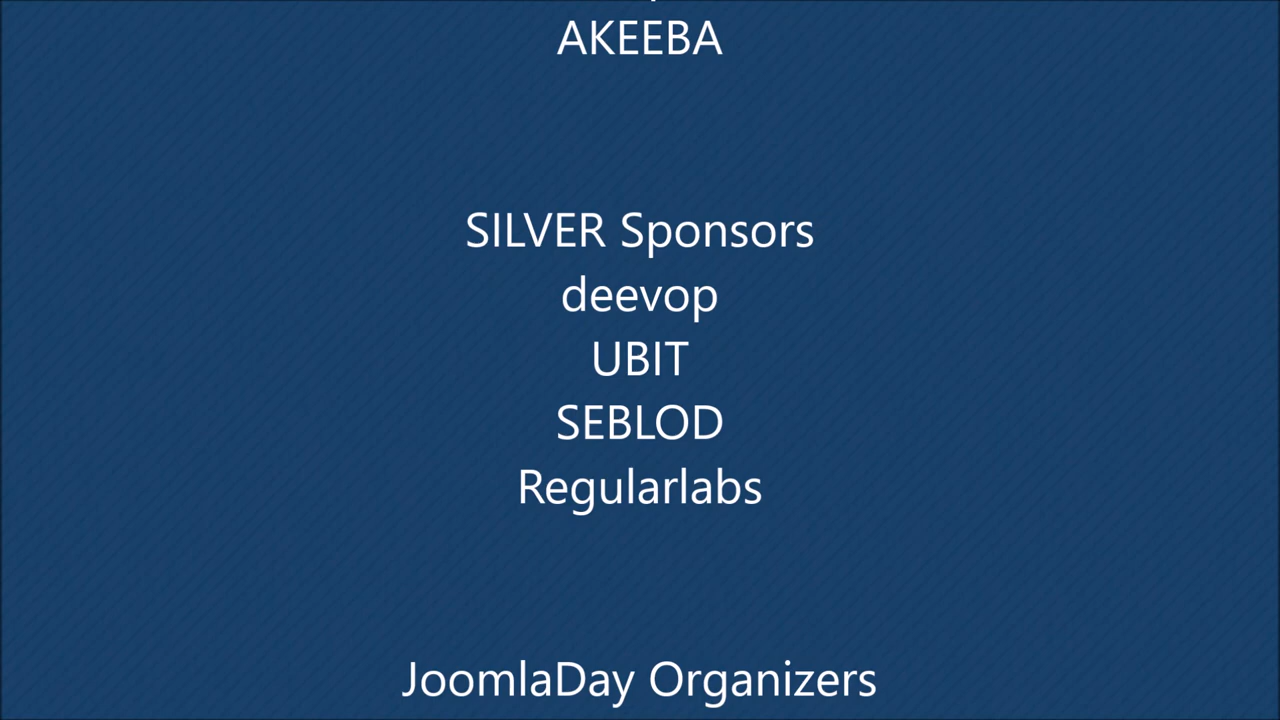 AKEEBA
SILVER Sponsors
deevop
UBIT
SEBLOD
Regularlabs
JoomlaDay Organizers